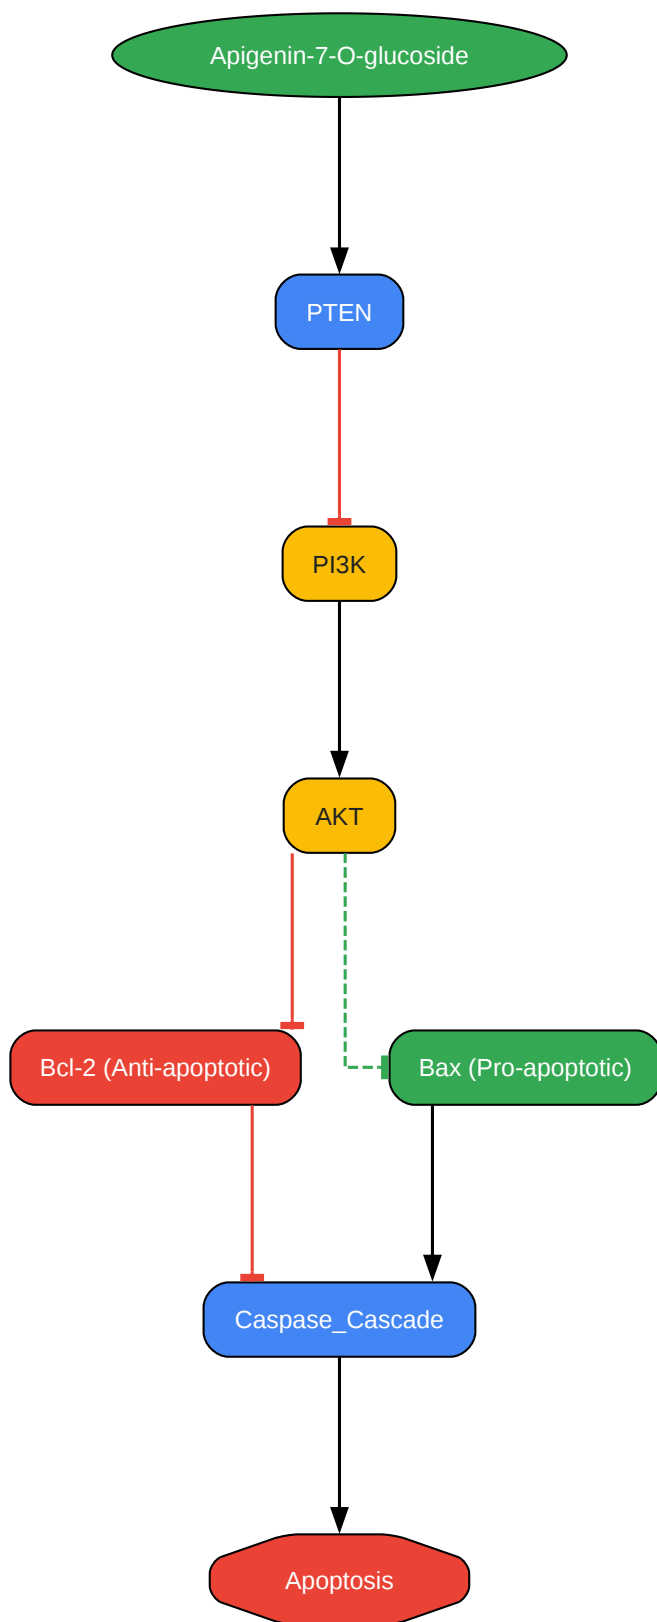 Apigenin-7-O-glucoside
PTEN
PI3K
AKT
Bcl-2 (Anti-apoptotic)
Bax (Pro-apoptotic)
Caspase_Cascade
Apoptosis